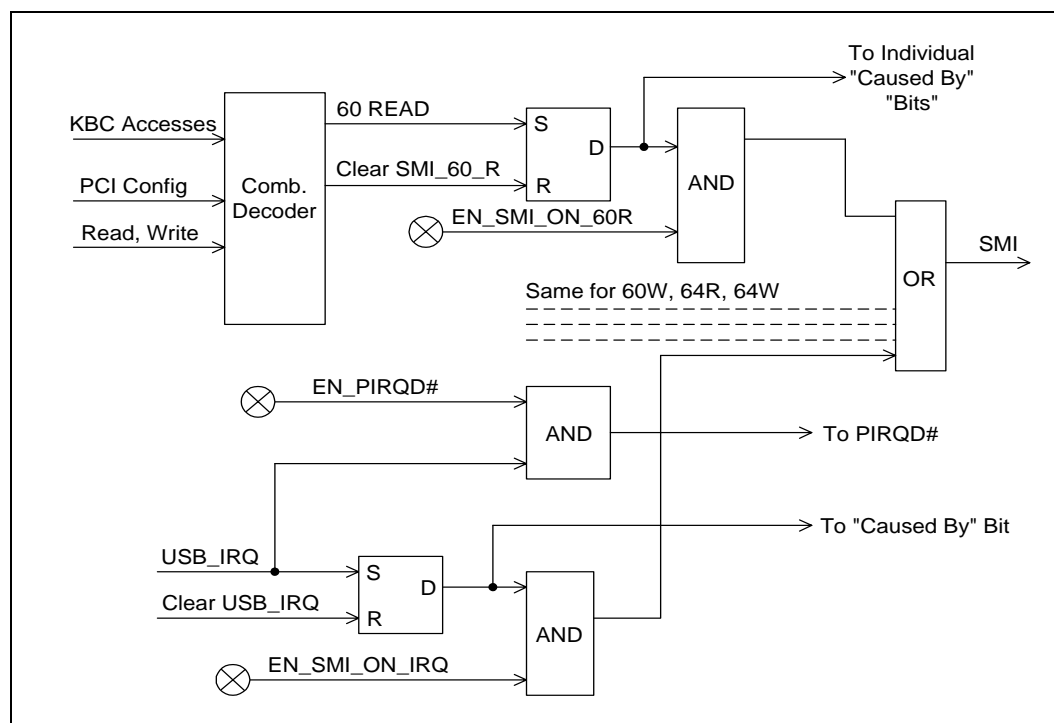 To Individual
"Caused By"
"Bits"
KBC Accesses
60 READ
S
D
PCI Config
Comb.
Decoder
Clear SMI_60_R
R
AND
Read, Write
EN_SMI_ON_60R
OR
SMI
Same for 60W, 64R, 64W
EN_PIRQD#
AND
To PIRQD#
To "Caused By" Bit
USB_IRQ
S
D
Clear USB_IRQ
R
AND
EN_SMI_ON_IRQ